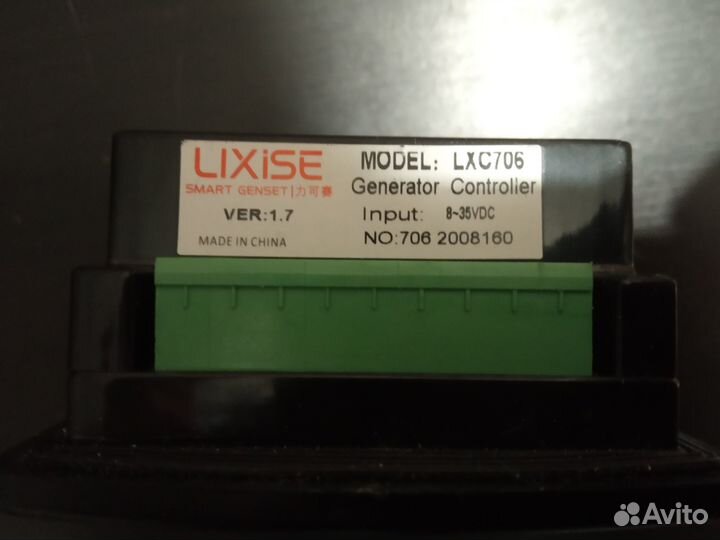 LIXiSE
SMART GENSET|力可赛
VER:1.7
MADE IN CHINA
MODEL: LXC706
Generator Controller
Input: 8~35VDC
NO:706 2008160
Avito